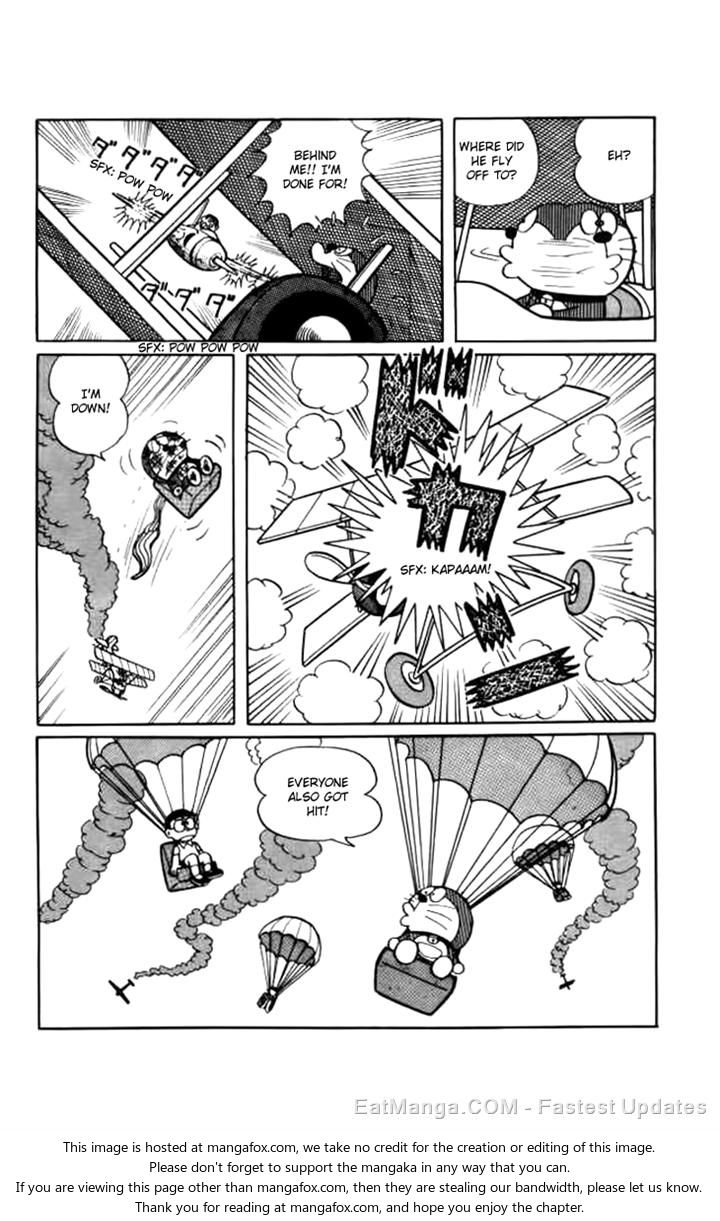 WHERE DID
HE FLY
OFF TO?
EH?
BEHIND
ME!! I'M
DONE FOR!
ダダダダ
SFX: POW POW
ダダダ
SFX: POW POW POW
I'M
DOWN!
ドカ
SFX: KAPAAAM!
EVERYONE
ALSO GOT
HIT!
EatManga.COM - Fastest Updates
This image is hosted at mangafox.com, we take no credit for the creation or editing of this image.
Please don't forget to support the mangaka in any way that you can.
If you are viewing this page other than mangafox.com, then they are stealing our bandwidth, please let us know.
Thank you for reading at mangafox.com, and hope you enjoy the chapter.